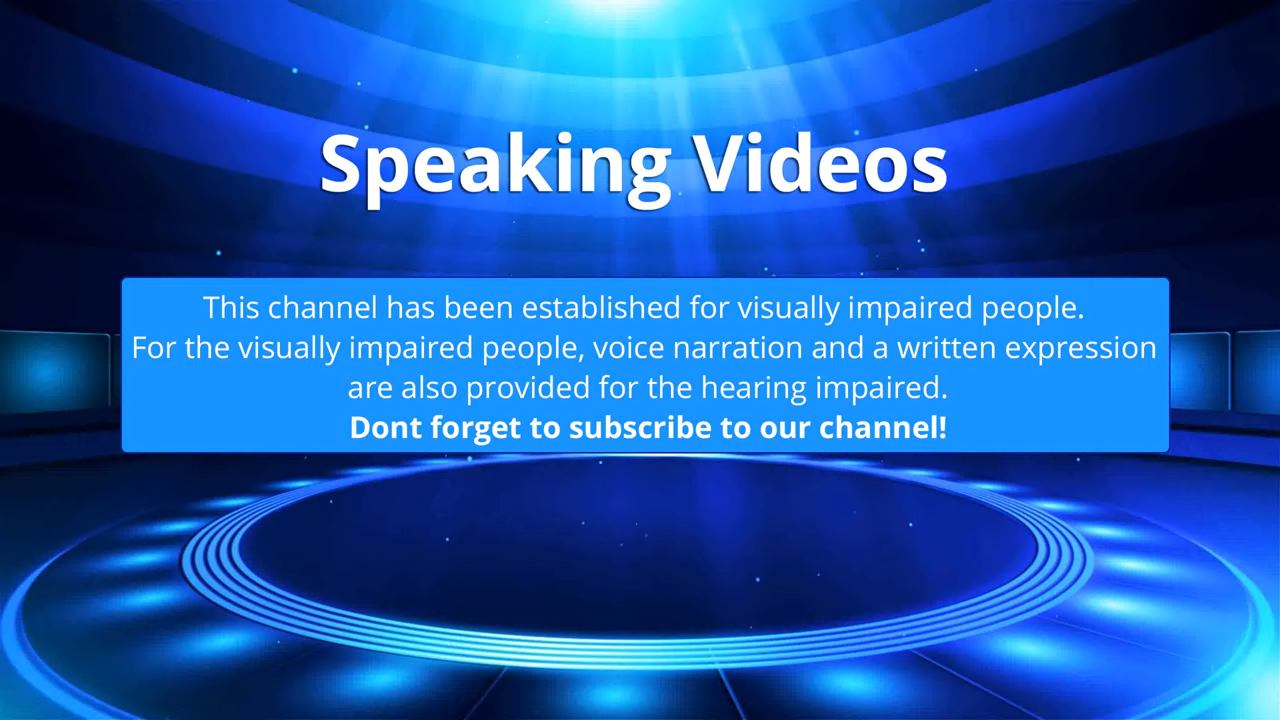 Speaking Videos
This channel has been established for visually impaired people.
For the visually impaired people, voice narration and a written expression
are also provided for the hearing impaired.
Dont forget to subscribe to our channel!